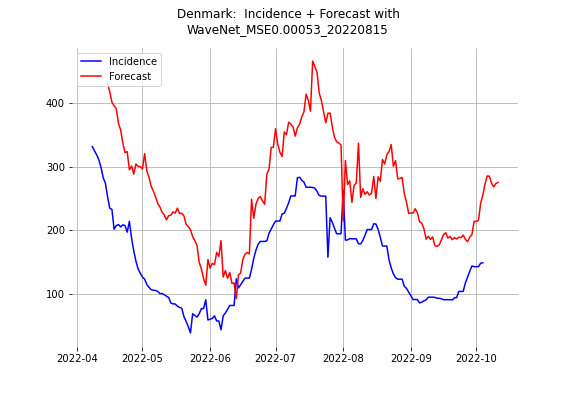 Denmark:  Incidence + Forecast with
WaveNet_MSE0.00053_20220815
Incidence
Forecast
400
300
200
100
2022-04 2022-05 2022-06 2022-07 2022-08 2022-09 2022-10